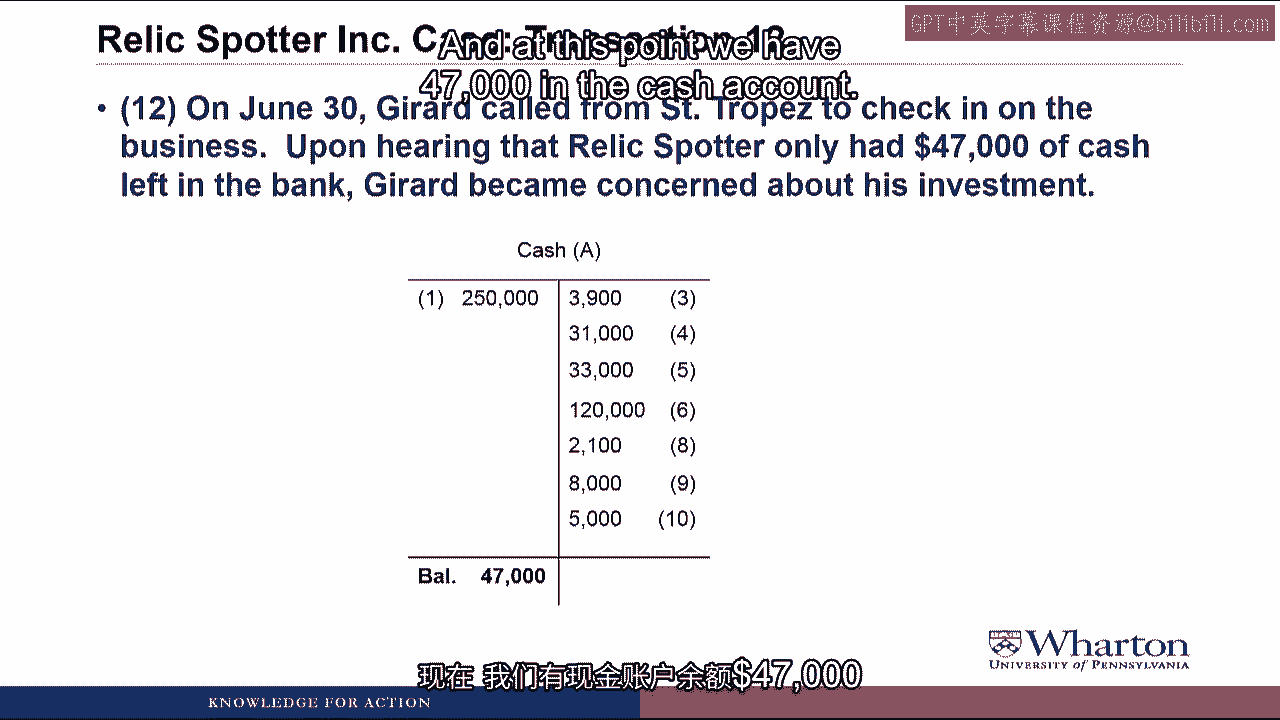 GPT中英字幕课程资源@bilibili.com
Relic Spotter Inc. Case: Transaction 12
And at this point we have
47,000 in the cash account.
• (12) On June 30, Girard called from St. Tropez to check in on the
business. Upon hearing that Relic Spotter only had $47,000 of cash
left in the bank, Girard became concerned about his investment.
Cash (A)
(1) 250,000 3,900 (3)
31,000 (4)
33,000 (5)
120,000 (6)
2,100 (8)
8,000 (9)
5,000 (10)
Bal. 47,000
Wharton
UNIVERSITY of PENNSYLVANIA
现在 我们有现金账户余额$47,000
KNOWLEDGE FOR ACTION